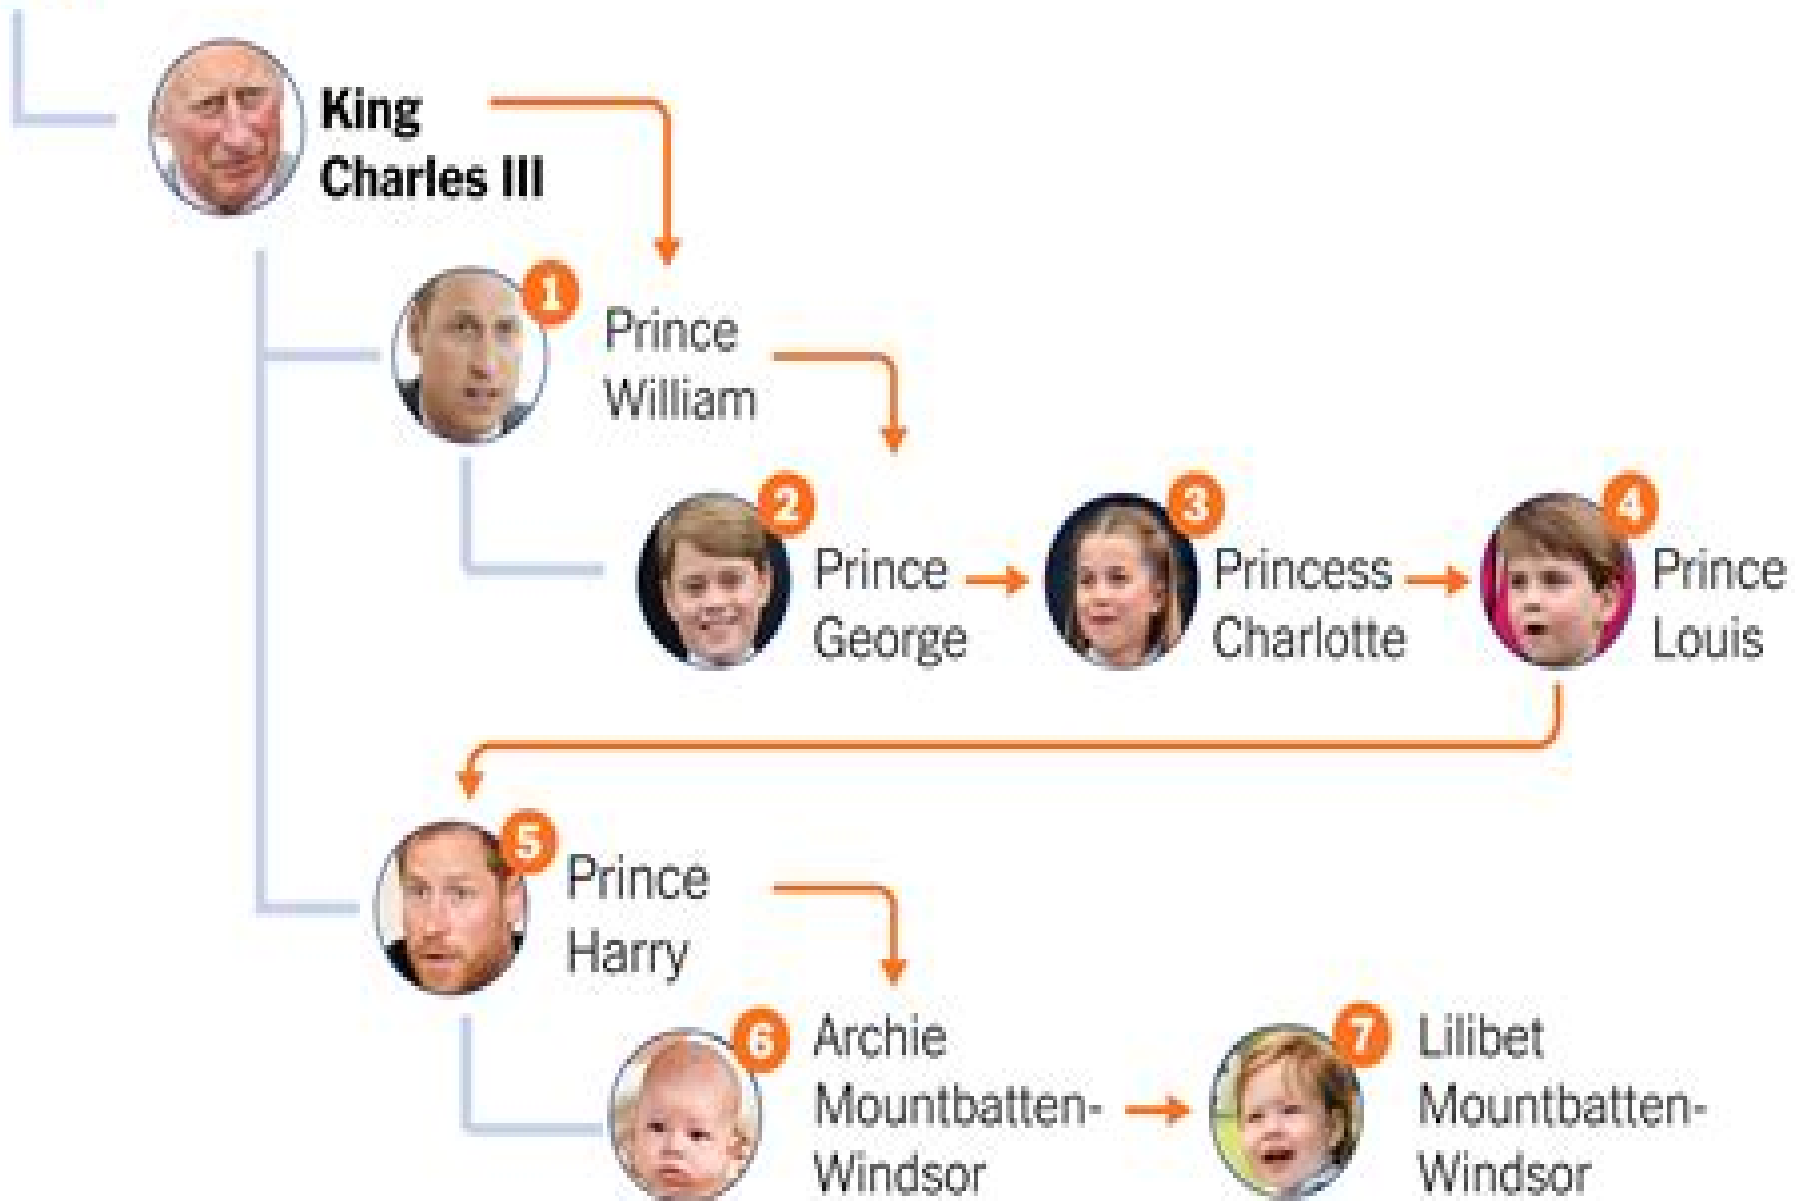 King
Charles III
1
Prince
William
2
Prince
George
3
Princess
Charlotte
4
Prince
Louis
5
Prince
Harry
6
Archie
Mountbatten-
Windsor
7
Lilibet
Mountbatten-
Windsor